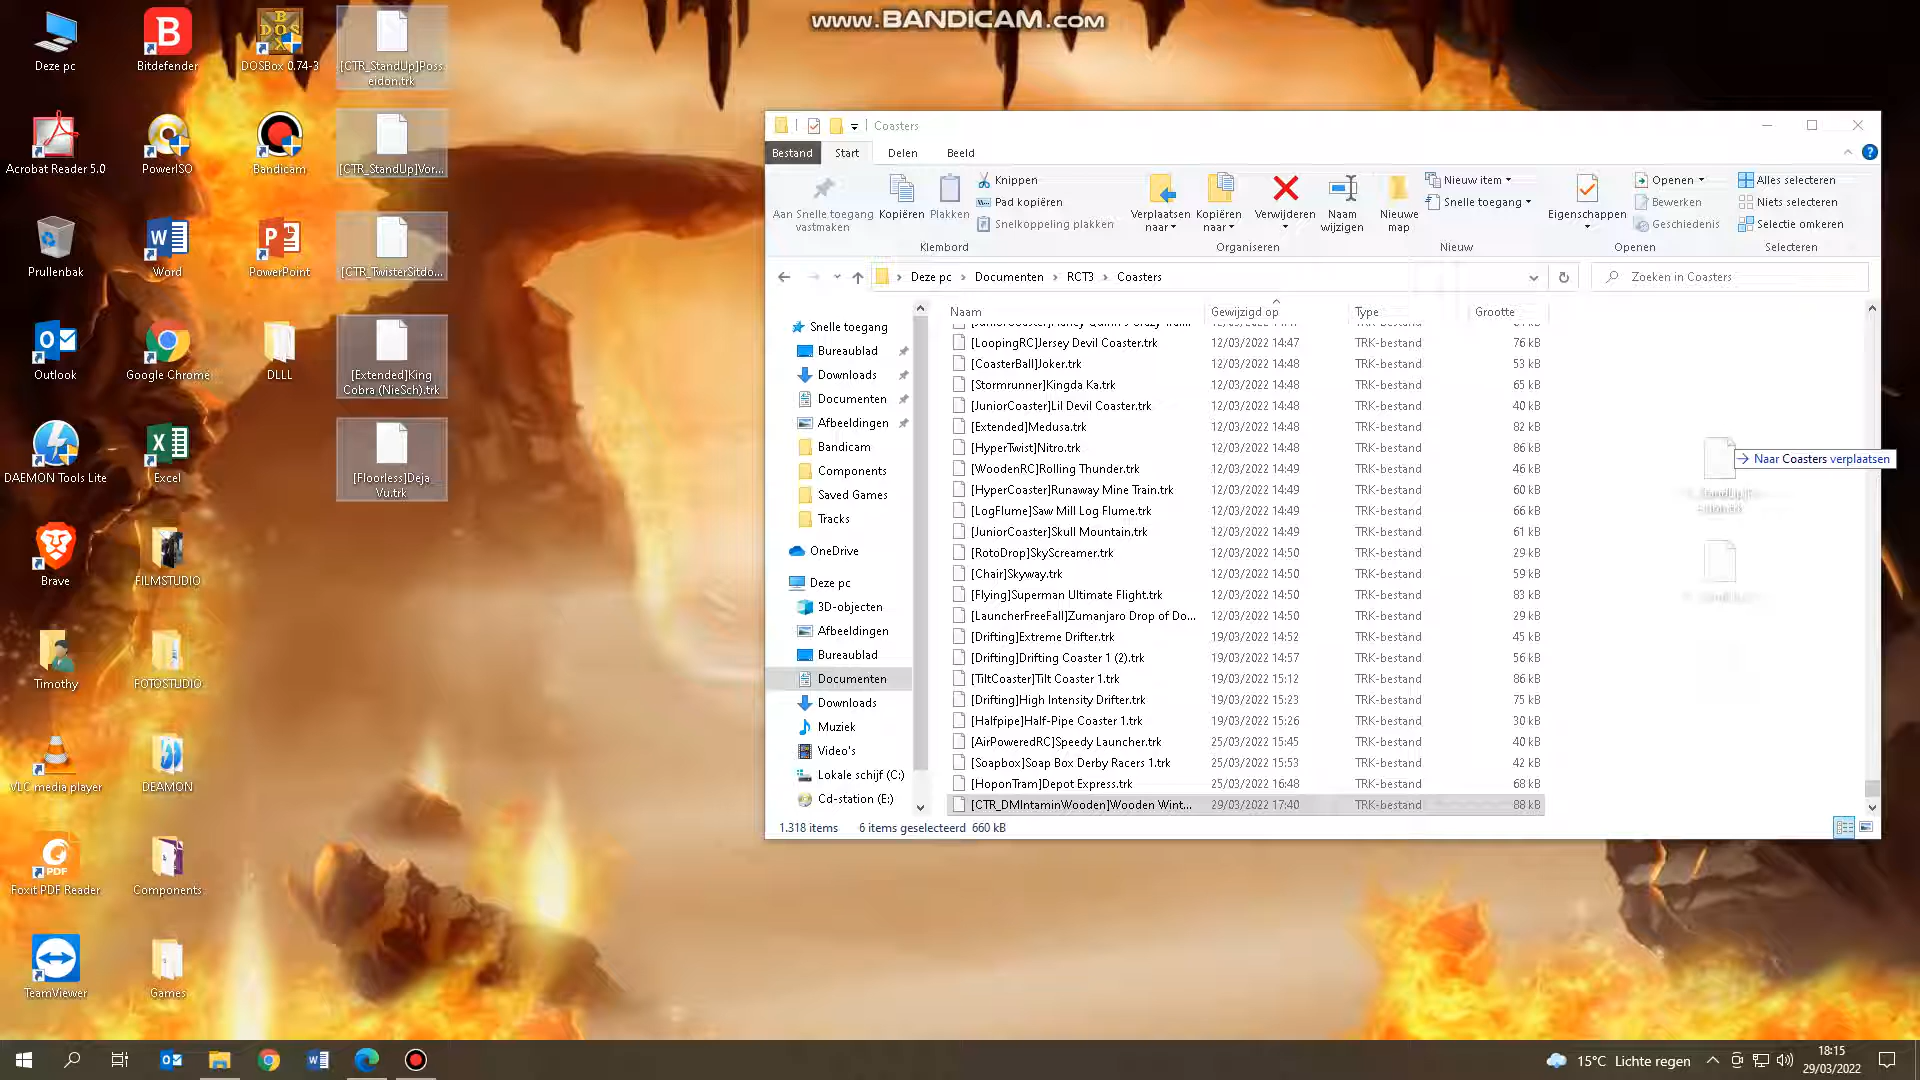 www.BANDICAM.com
Deze pc
Bitdefender
DOSBox 0.74-3
[CTR_StandUp]Poss
eidon.trk
Acrobat Reader 5.0
PowerISO
Bandicam
[CTR_StandUp]Vor...
Prullenbak
Word
PowerPoint
[CTR_TwisterSitdo...
Outlook
Google Chrome
DLLL
[Extended]King
Cobra (NieSch).trk
DAEMON Tools Lite
Excel
[Floorless]Deja
Vu.trk
Brave
FILMSTUDIO
Timothy
FOTOSTUDIO
VLC media player
DEAMON
Foxit PDF Reader
Components
TeamViewer
Games
Coasters
Bestand Start Delen Beeld
Aan Snelle toegang
vastmaken
Kopiëren
Plakken
Knippen
Pad kopiëren
Snelkoppeling plakken
Klembord
Verplaatsen
naar
Kopiëren
naar
Verwijderen
Naam
wijzigen
Organiseren
Nieuwe
map
Nieuw item
Snelle toegang
Nieuw
Eigenschappen
Openen
Bewerken
Geschiedenis
Openen
Alles selecteren
Niets selecteren
Selectie omkeren
Selecteren
Deze pc > Documenten > RCT3 > Coasters
Zoeken in Coasters
Snelle toegang
Bureaublad
Downloads
Documenten
Afbeeldingen
Bandicam
Components
Saved Games
Tracks
OneDrive
Deze pc
3D-objecten
Afbeeldingen
Bureaublad
Documenten
Downloads
Muziek
Video's
Lokale schijf (C:)
Cd-station (E:)
Naam Gewijzigd op Type Grootte
[LoopingRC]Jersey Devil Coaster.trk 12/03/2022 14:47 TRK-bestand 76 kB
[CoasterBall]Joker.trk 12/03/2022 14:48 TRK-bestand 53 kB
[Stormrunner]Kingda Ka.trk 12/03/2022 14:48 TRK-bestand 65 kB
[JuniorCoaster]Lil Devil Coaster.trk 12/03/2022 14:48 TRK-bestand 40 kB
[Extended]Medusa.trk 12/03/2022 14:48 TRK-bestand 82 kB
[HyperTwist]Nitro.trk 12/03/2022 14:48 TRK-bestand 86 kB
[WoodenRC]Rolling Thunder.trk 12/03/2022 14:49 TRK-bestand 46 kB
[HyperCoaster]Runaway Mine Train.trk 12/03/2022 14:49 TRK-bestand 60 kB
[LogFlume]Saw Mill Log Flume.trk 12/03/2022 14:49 TRK-bestand 66 kB
[JuniorCoaster]Skull Mountain.trk 12/03/2022 14:49 TRK-bestand 61 kB
[RotoDrop]SkyScreamer.trk 12/03/2022 14:50 TRK-bestand 29 kB
[Chair]Skyway.trk 12/03/2022 14:50 TRK-bestand 59 kB
[Flying]Superman Ultimate Flight.trk 12/03/2022 14:50 TRK-bestand 83 kB
[LauncherFreeFall]Zumanjaro Drop of Do... 12/03/2022 14:50 TRK-bestand 29 kB
[Drifting]Extreme Drifter.trk 19/03/2022 14:52 TRK-bestand 45 kB
[Drifting]Drifting Coaster 1 (2).trk 19/03/2022 14:57 TRK-bestand 56 kB
[TiltCoaster]Tilt Coaster 1.trk 19/03/2022 15:12 TRK-bestand 86 kB
[Drifting]High Intensity Drifter.trk 19/03/2022 15:23 TRK-bestand 75 kB
[Halfpipe]Half-Pipe Coaster 1.trk 19/03/2022 15:26 TRK-bestand 30 kB
[AirPoweredRC]Speedy Launcher.trk 25/03/2022 15:45 TRK-bestand 40 kB
[Soapbox]Soap Box Derby Racers 1.trk 25/03/2022 15:53 TRK-bestand 42 kB
[HoponTram]Depot Express.trk 25/03/2022 16:48 TRK-bestand 68 kB
[CTR_DMIntaminWooden]Wooden Wint... 29/03/2022 17:40 TRK-bestand 88 kB
Naar Coasters verplaatsen
1.318 items 6 items geselecteerd 660 kB
15°C Lichte regen
18:15
29/03/2022